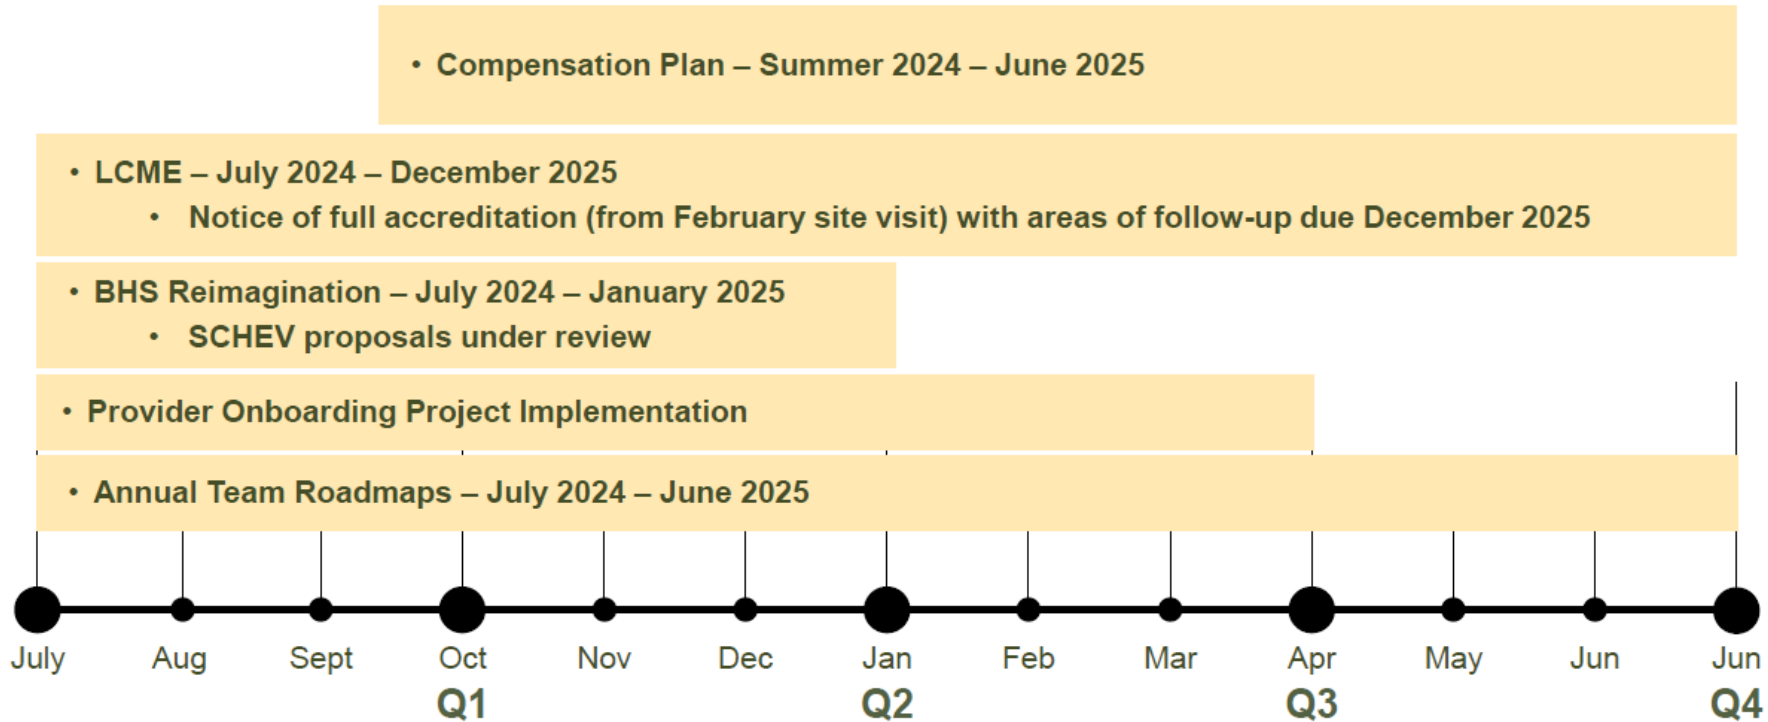 • Compensation Plan – Summer 2024 – June 2025
• LCME – July 2024 – December 2025
• Notice of full accreditation (from February site visit) with areas of follow-up due December 2025
• BHS Reimagination – July 2024 – January 2025
• SCHEV proposals under review
• Provider Onboarding Project Implementation
• Annual Team Roadmaps – July 2024 – June 2025
July Aug Sept Oct Nov Dec Jan Feb Mar Apr May Jun Jun
Q1 Q2 Q3 Q4